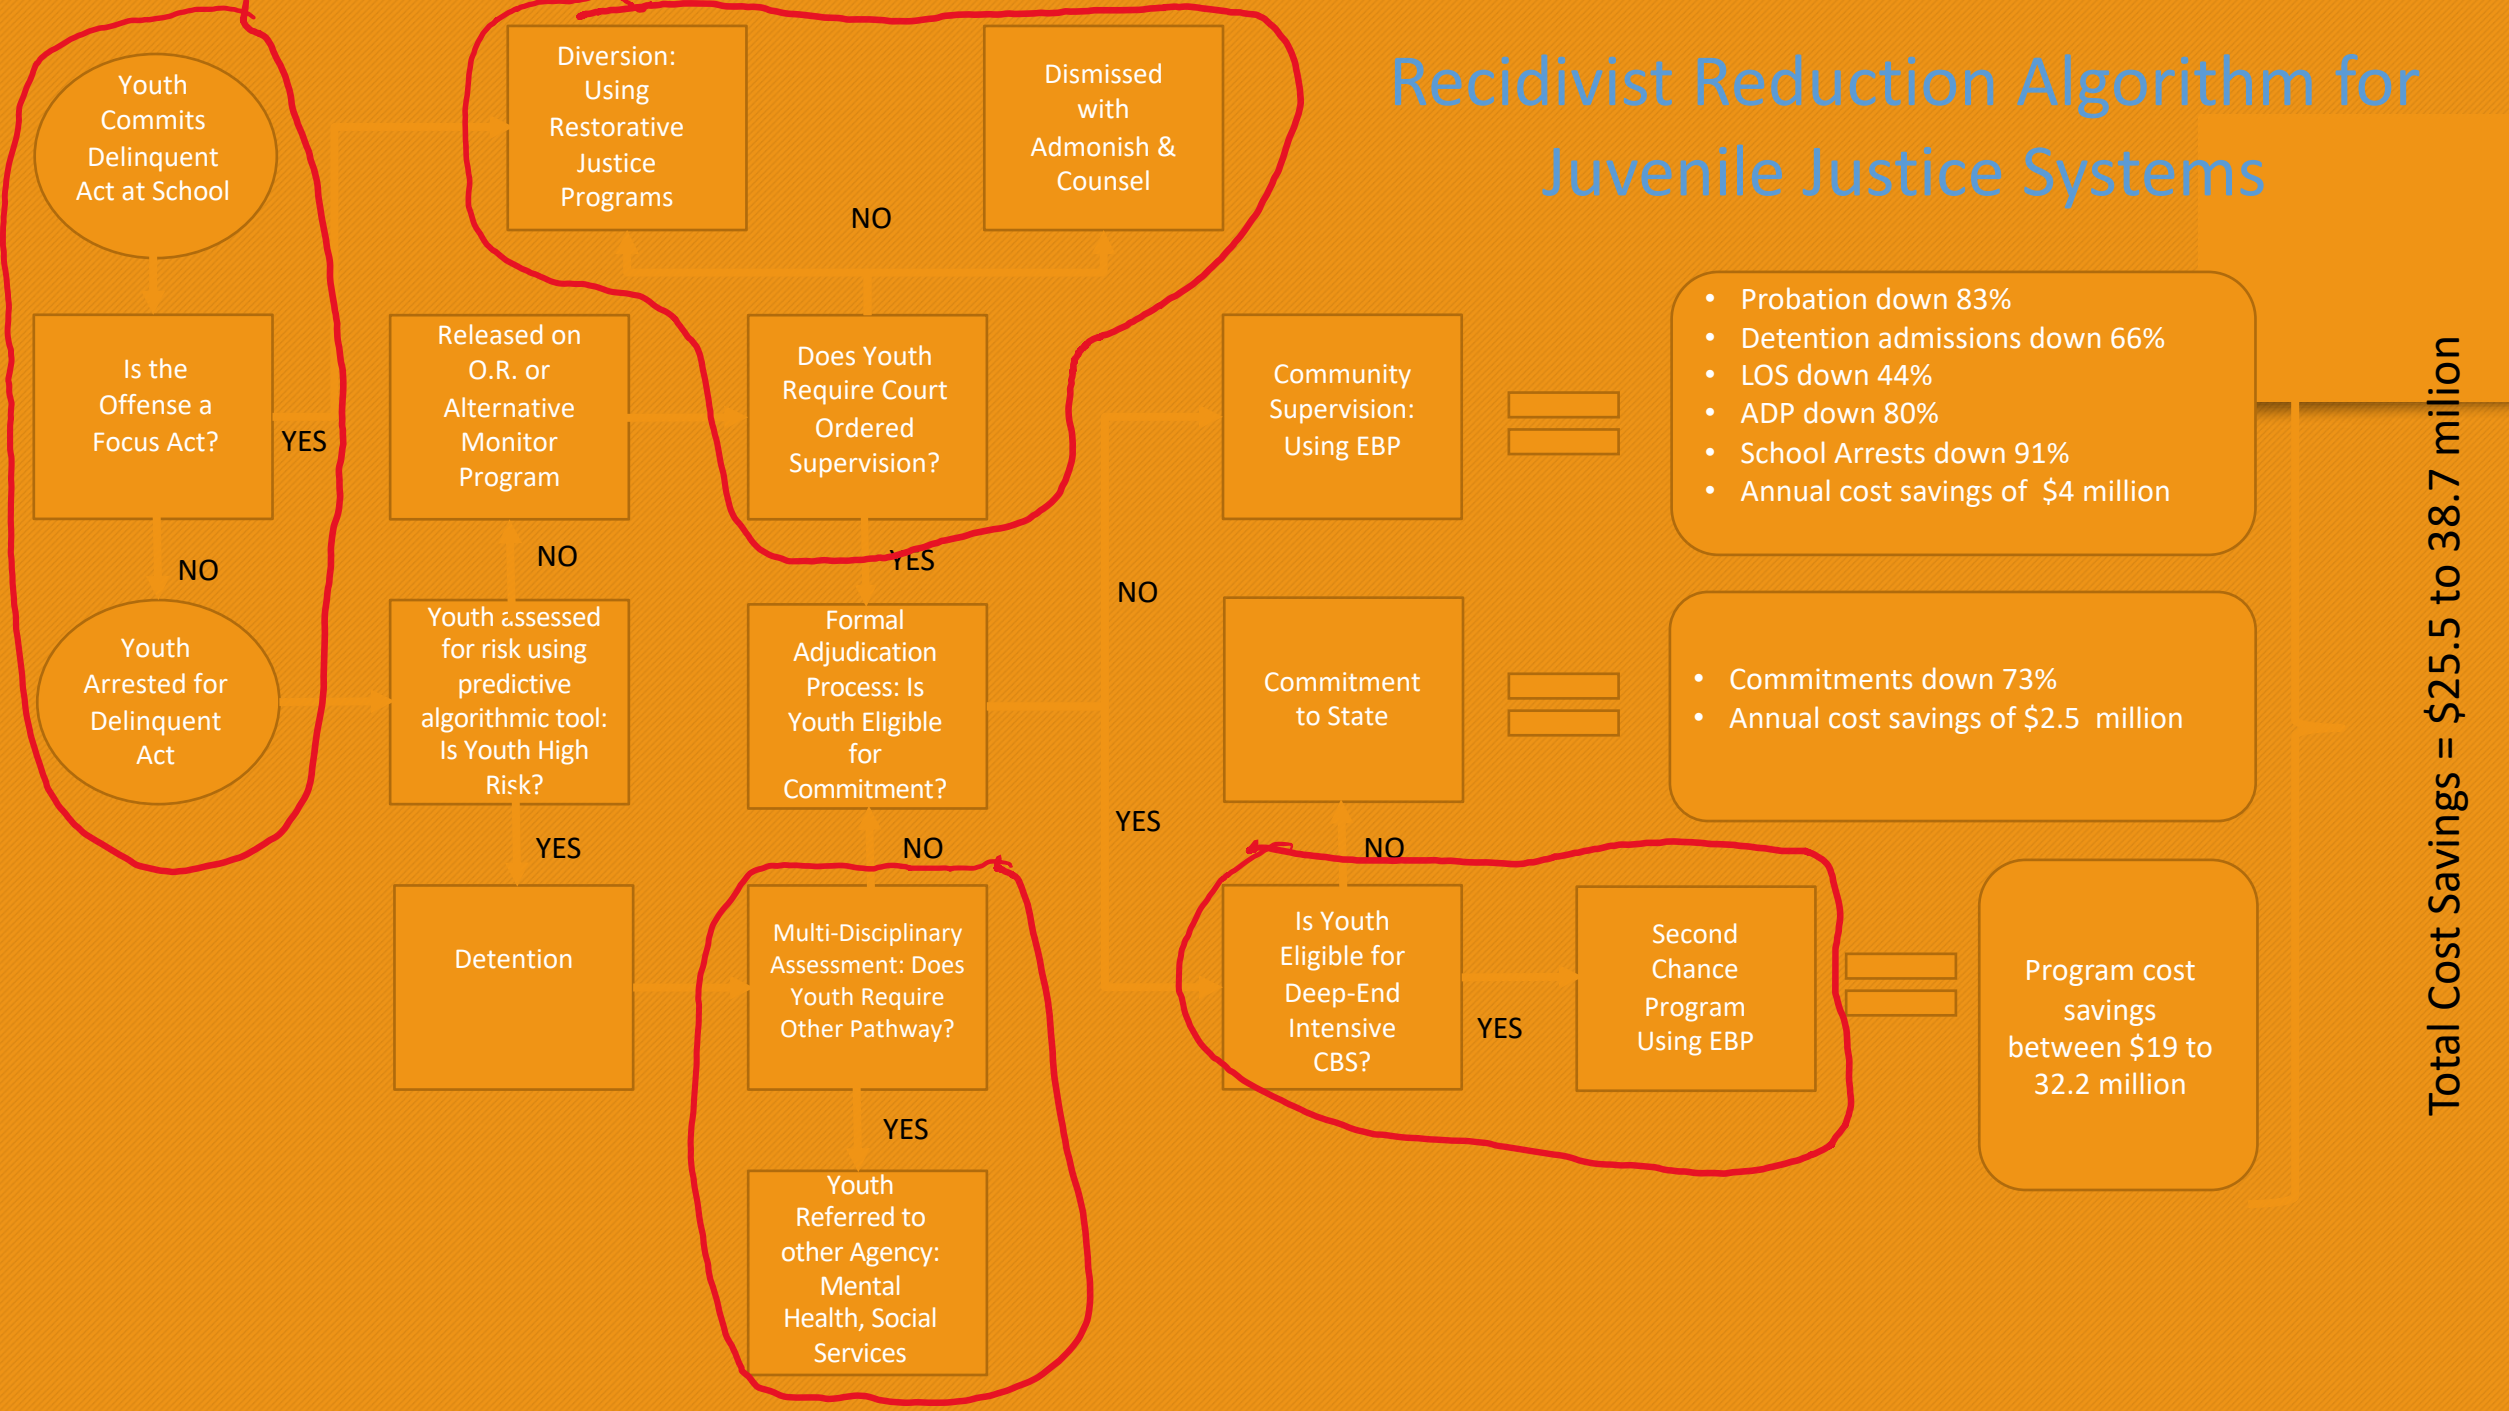 Recidivist Reduction Algorithm for
Juvenile Justice Systems
Youth
Commits
Delinquent
Act at School
Is the
Offense a
Focus Act?
YES
NO
Youth
Arrested for
Delinquent
Act
Diversion:
Using
Restorative
Justice
Programs
NO
Dismissed
with
Admonish &
Counsel
Released on
O.R. or
Alternative
Monitor
Program
NO
Youth assessed
for risk using
predictive
algorithmic tool:
Is Youth High
Risk?
YES
Detention
Does Youth
Require Court
Ordered
Supervision?
YES
Formal
Adjudication
Process: Is
Youth Eligible
for
Commitment?
NO
Multi-Disciplinary
Assessment: Does
Youth Require
Other Pathway?
YES
Youth
Referred to
other Agency:
Mental
Health, Social
Services
NO
YES
Community
Supervision:
Using EBP
Commitment
to State
NO
Is Youth
Eligible for
Deep-End
Intensive
CBS?
YES
Second
Chance
Program
Using EBP
• Probation down 83%
• Detention admissions down 66%
• LOS down 44%
• ADP down 80%
• School Arrests down 91%
• Annual cost savings of $4 million
• Commitments down 73%
• Annual cost savings of $2.5 million
Program cost
savings
between $19 to
32.2 million
Total Cost Savings = $25.5 to 38.7 milion